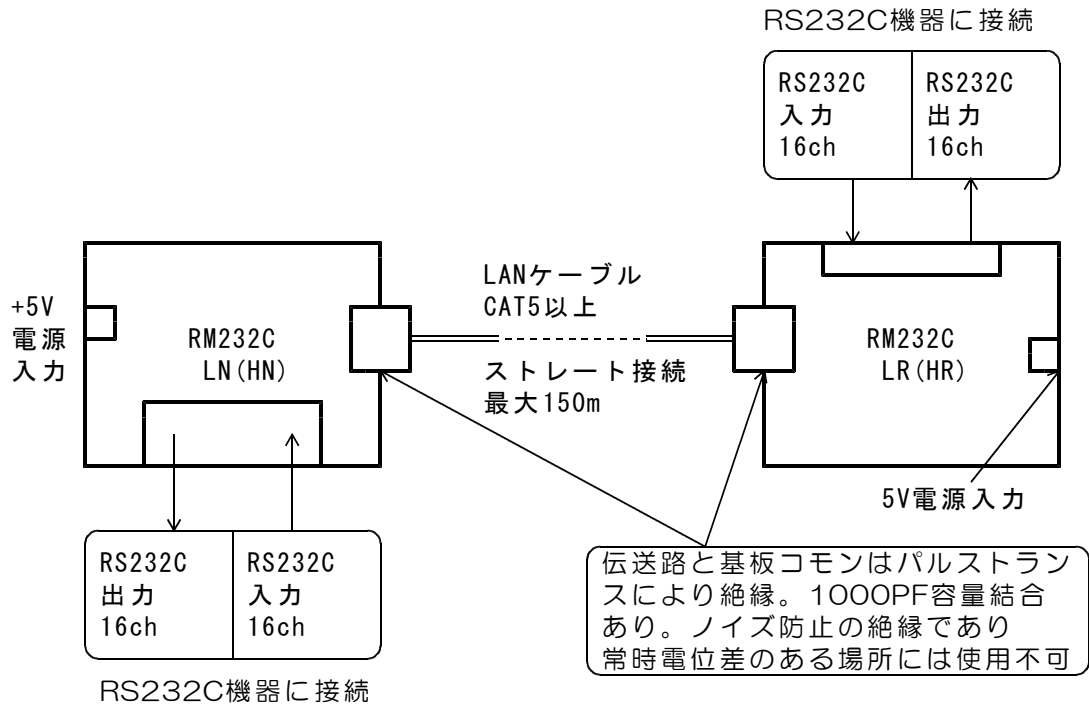 RS232C機器に接続
RS232C
入力
16ch
RS232C
出力
16ch
+5V
電源
入力
RM232C
LN(HN)
LANケーブル
CAT5以上
ストレート接続
最大150m
RM232C
LR(HR)
5V電源入力
RS232C
出力
16ch
RS232C
入力
16ch
伝送路と基板コモンはパルストラン
スにより絶縁。1000PF容量結合
あり。ノイズ防止の絶縁であり
常時電位差のある場所には使用不可
RS232C機器に接続